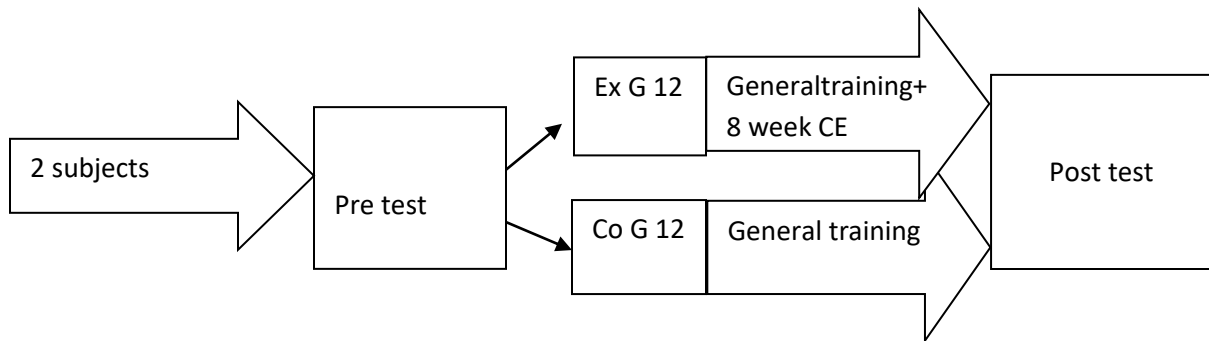 2 subjects
Pre test
Ex G 12
Generaltraining+
8 week CE
Co G 12
General training
Post test